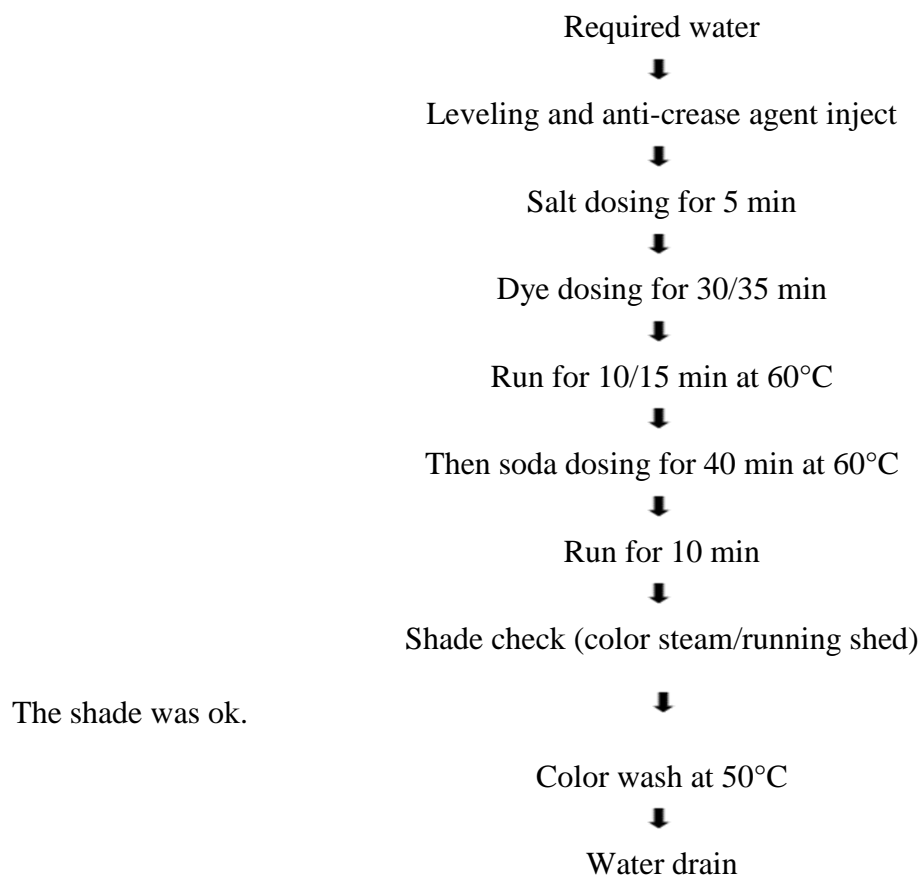 Required water
Leveling and anti-crease agent inject
Salt dosing for 5 min
Dye dosing for 30/35 min
Run for 10/15 min at 60°C
Then soda dosing for 40 min at 60°C
Run for 10 min
Shade check (color steam/running shed)
The shade was ok.
Color wash at 50°C
Water drain